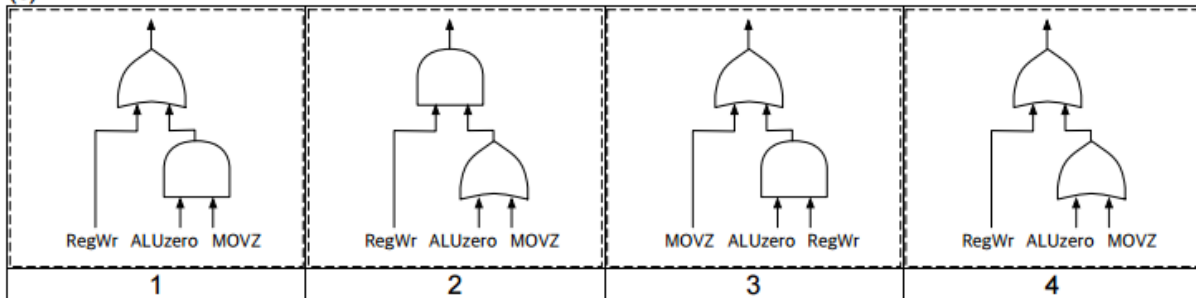 RegWr ALUzero MOVZ
RegWr ALUzero MOVZ
MOVZ ALUzero RegWr
RegWr ALUzero MOVZ
1
2
3
4